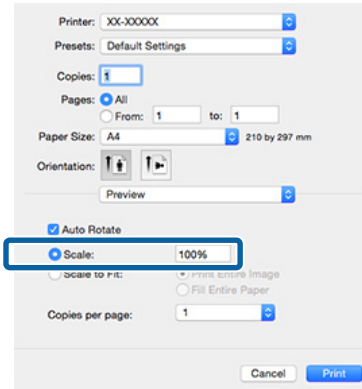 Printer: XX-XXXXX
Presets: Default Settings
Copies: 1
Pages: All
From: 1 to: 1
Paper Size: A4 210 by 297 mm
Orientation:
Preview
Auto Rotate
Scale: 100%
Scale to Fit: Print Entire Image
Fill Entire Paper
Copies per page: 1
Cancel Print